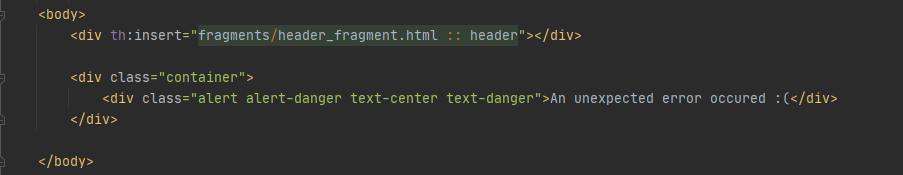 <body>
<div th:insert="fragments/header_fragment.html :: header"></div>
<div class="container">
<div class="alert alert-danger text-center text-danger">An unexpected error occured :(</div>
</div>
</body>